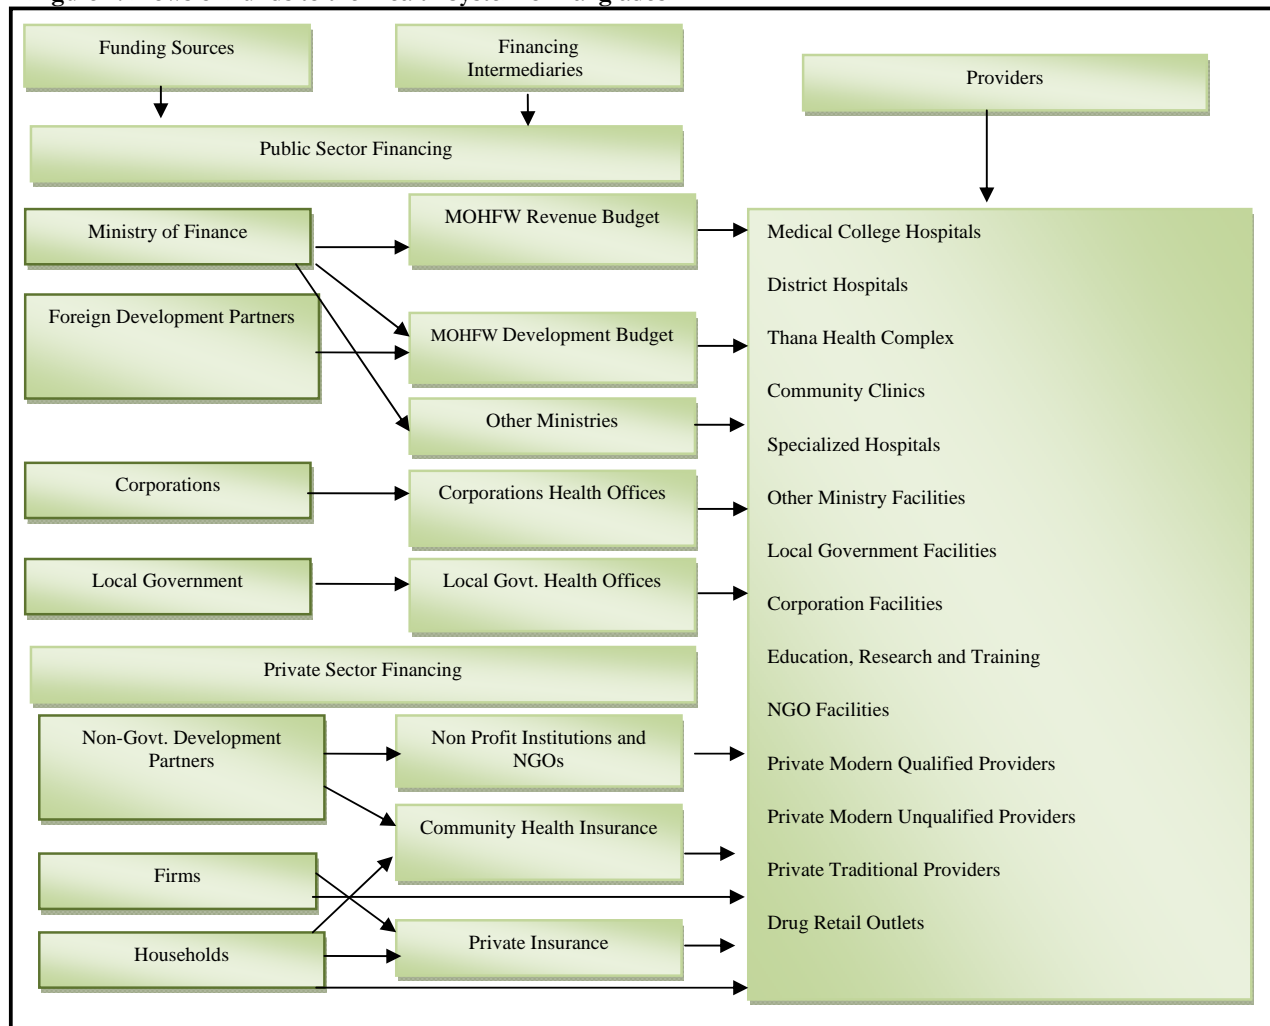 Funding Sources
Financing
Intermediaries
Providers
Public Sector Financing
Ministry of Finance
MOHFW Revenue Budget
Foreign Development Partners
MOHFW Development Budget
Other Ministries
Corporations
Corporations Health Offices
Local Government
Local Govt. Health Offices
Private Sector Financing
Non-Govt. Development
Partners
Non Profit Institutions and
NGOs
Community Health Insurance
Firms
Households
Private Insurance
Medical College Hospitals
District Hospitals
Thana Health Complex
Community Clinics
Specialized Hospitals
Other Ministry Facilities
Local Government Facilities
Corporation Facilities
Education, Research and Training
NGO Facilities
Private Modern Qualified Providers
Private Modern Unqualified Providers
Private Traditional Providers
Drug Retail Outlets